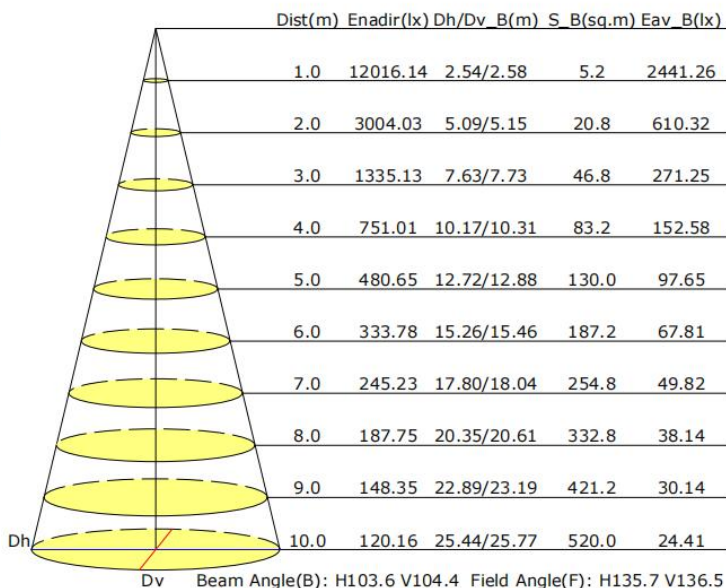 Dist(m) Enadir(lx) Dh/Dv_B(m) S_B(sq.m) Eav_B(lx)
1.0 12016.14 2.54/2.58 5.2 2441.26
2.0 3004.03 5.09/5.15 20.8 610.32
3.0 1335.13 7.63/7.73 46.8 271.25
4.0 751.01 10.17/10.31 83.2 152.58
5.0 480.65 12.72/12.88 130.0 97.65
6.0 333.78 15.26/15.46 187.2 67.81
7.0 245.23 17.80/18.04 254.8 49.82
8.0 187.75 20.35/20.61 332.8 38.14
9.0 148.35 22.89/23.19 421.2 30.14
Dh 10.0 120.16 25.44/25.77 520.0 24.41
Dv Beam Angle(B): H103.6 V104.4 Field Angle(F): H135.7 V136.5